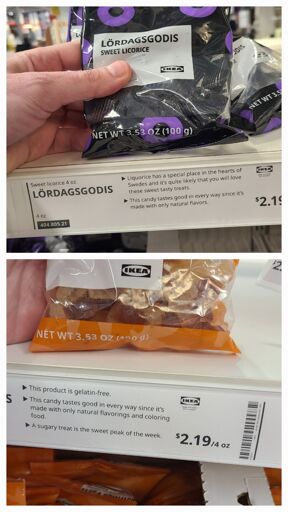 LÖRDAGSGODIS
SWEET LICORICE
IKEA
NET WT 3.53 OZ (100 g)
LÖRDAGSGODIS
NET WT 3.5
Sweet licorice 4 oz
LÖRDAGSGODIS
4 oz
404.805.21
▸ Liquorice has a special place in the hearts of
Swedes and it's quite likely that you will love
these sweet tasty treats.
▸ This candy tastes good in every way since it's
made with only natural flavors.
IKEA
$2.19
IKEA
NET WT 3.53 OZ (100 g)
S
▸ This product is gelatin-free.
▸ This candy tastes good in every way since it's
made with only natural flavorings and coloring
food.
▸ A sugary treat is the sweet peak of the week.
IKEA
$2.19/4 oz